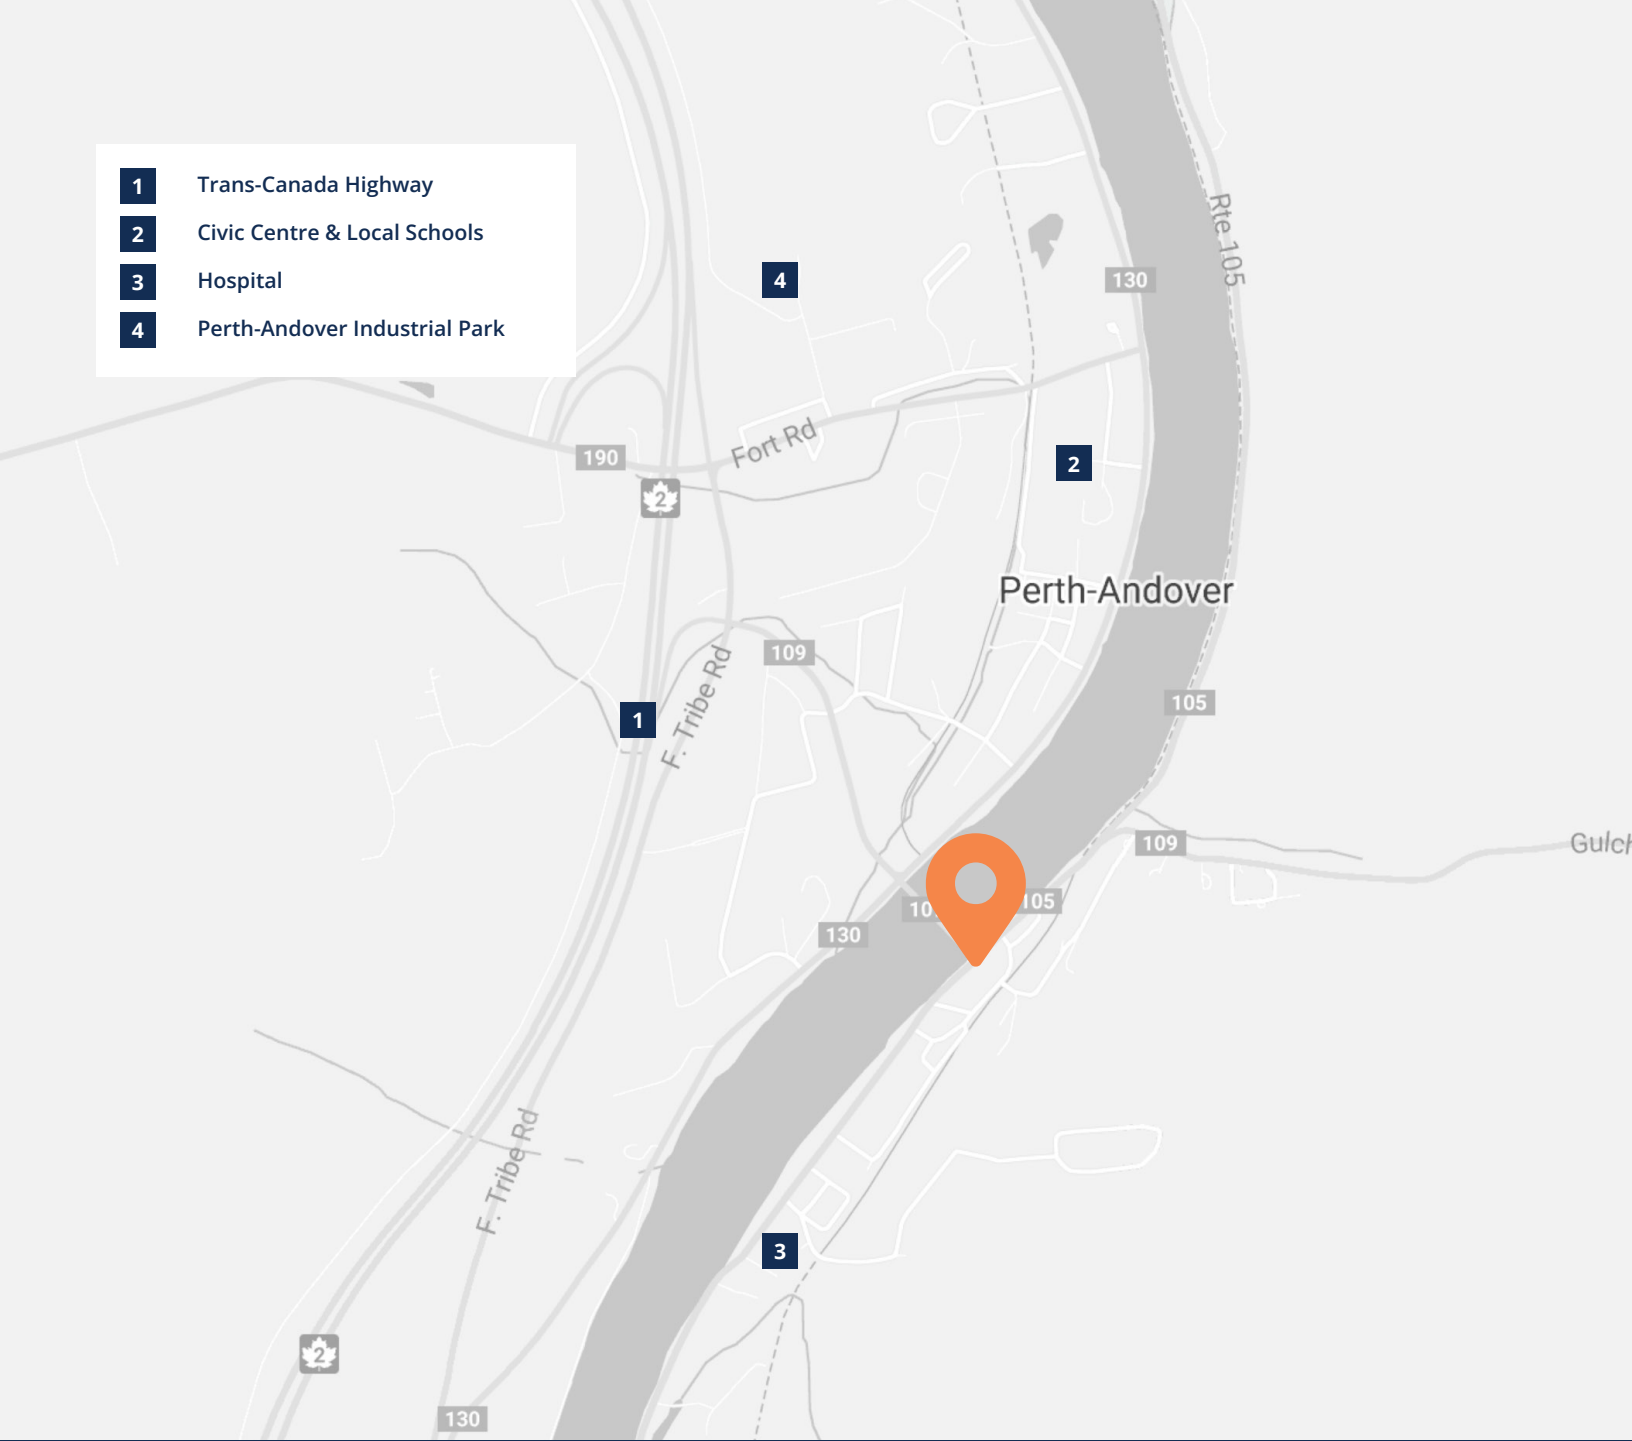 1 Trans-Canada Highway
2 Civic Centre & Local Schools
3 Hospital
4 Perth-Andover Industrial Park
Rte 105
4
130
Fort Rd
190
2
2
Perth-Andover
109
F. Tribe Rd
105
1
109
Gulch
105
10
130
F. Tribe Rd
3
2
130